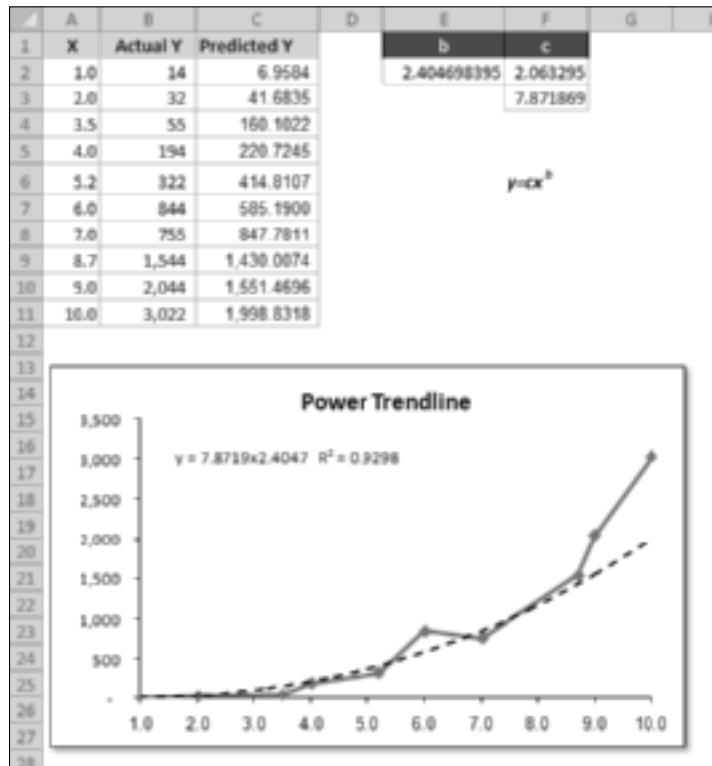 A B C D E F G
1 X Actual Y Predicted Y b c
2 1.0 14 6.9584 2.404698395 2.063295
3 2.0 32 41.6835 7.871869
4 3.5 55 160.1022
5 4.0 194 220.7245
6 5.2 322 414.8107 y=cx^b
7 6.0 844 585.1900
8 7.0 755 847.7811
9 8.7 1,544 1,430.0074
10 9.0 2,044 1,551.4696
11 10.0 3,022 1,998.8318
12
13
14
15
16
17
18
19
20
21
22
23
24
25
26
27
28
Power Trendline
y = 7.8719x2.4047 R² = 0.9298
3,500
3,000
2,500
2,000
1,500
1,000
500
-
1.0 2.0 3.0 4.0 5.0 6.0 7.0 8.0 9.0 10.0